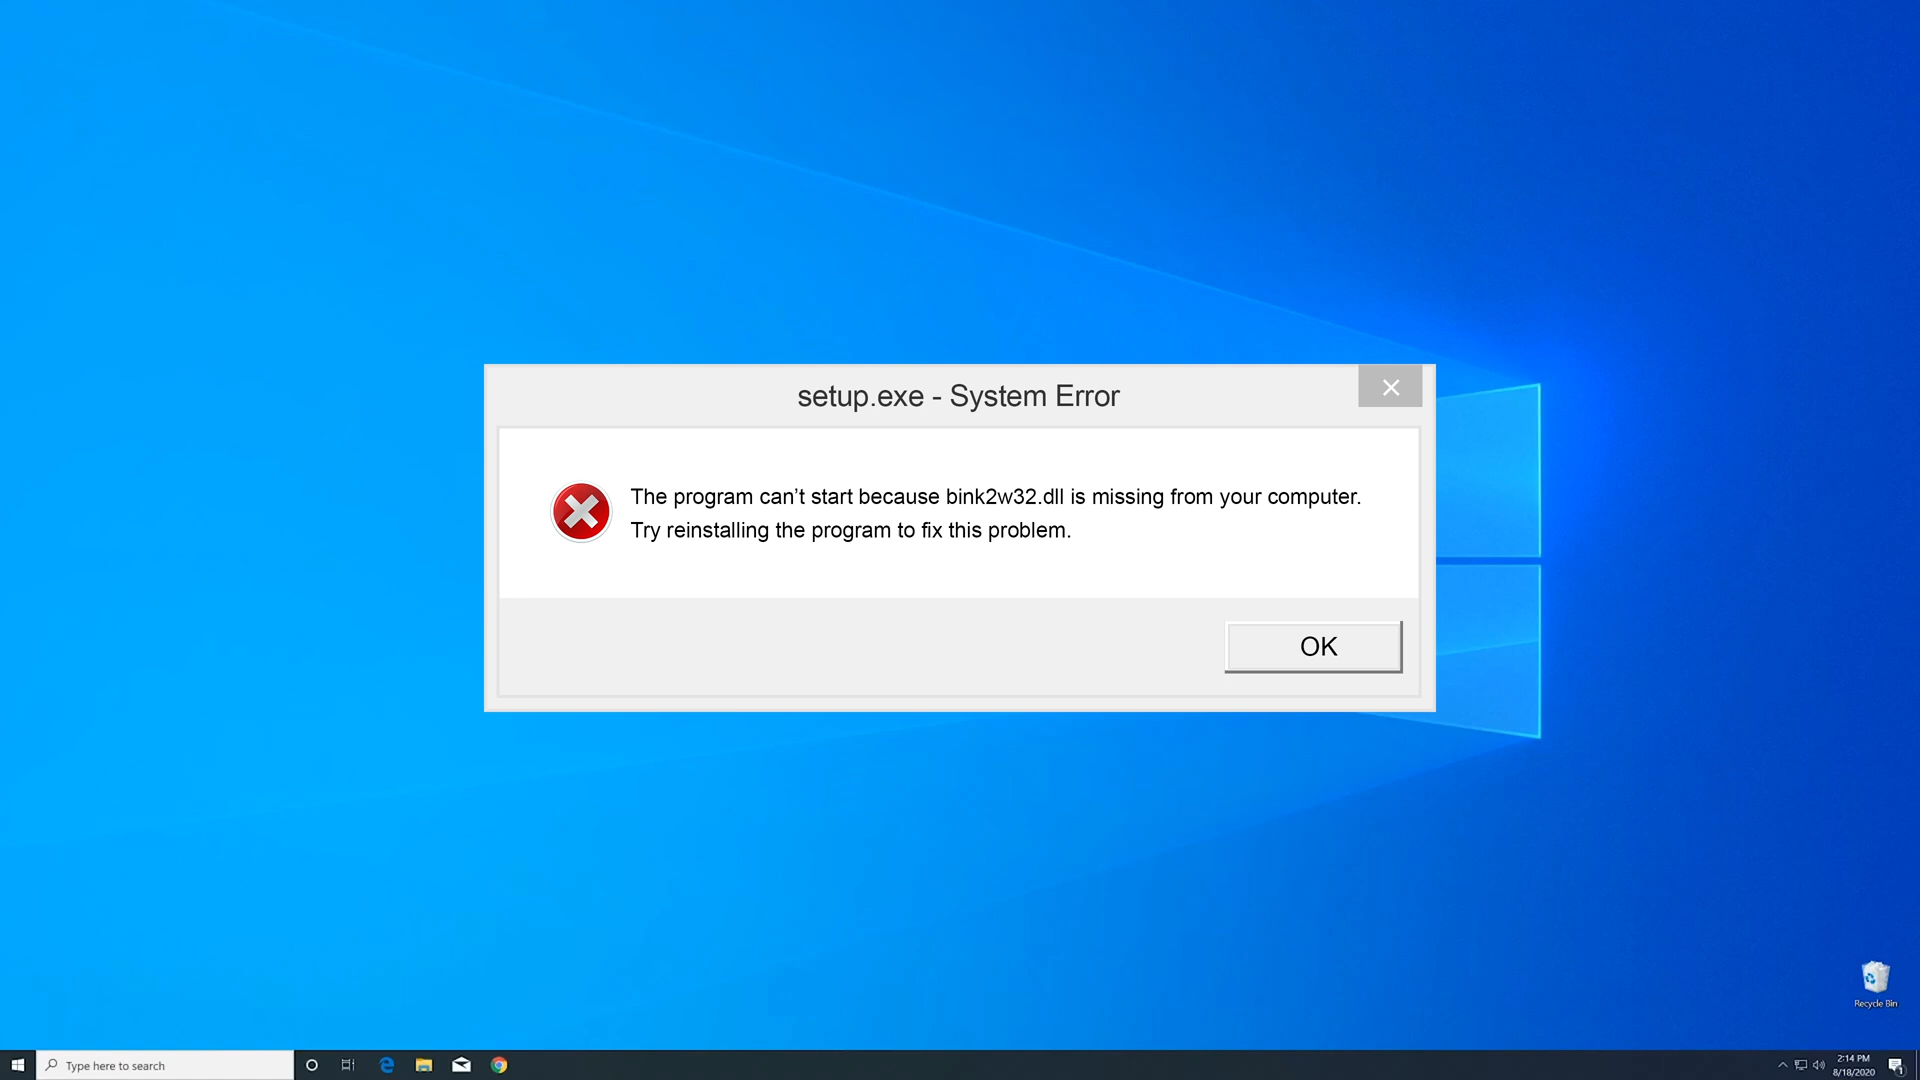 setup.exe - System Error
The program can’t start because bink2w32.dll is missing from your computer.
Try reinstalling the program to fix this problem.
OK
Recycle Bin
Type here to search
2:14 PM
8/18/2020
1